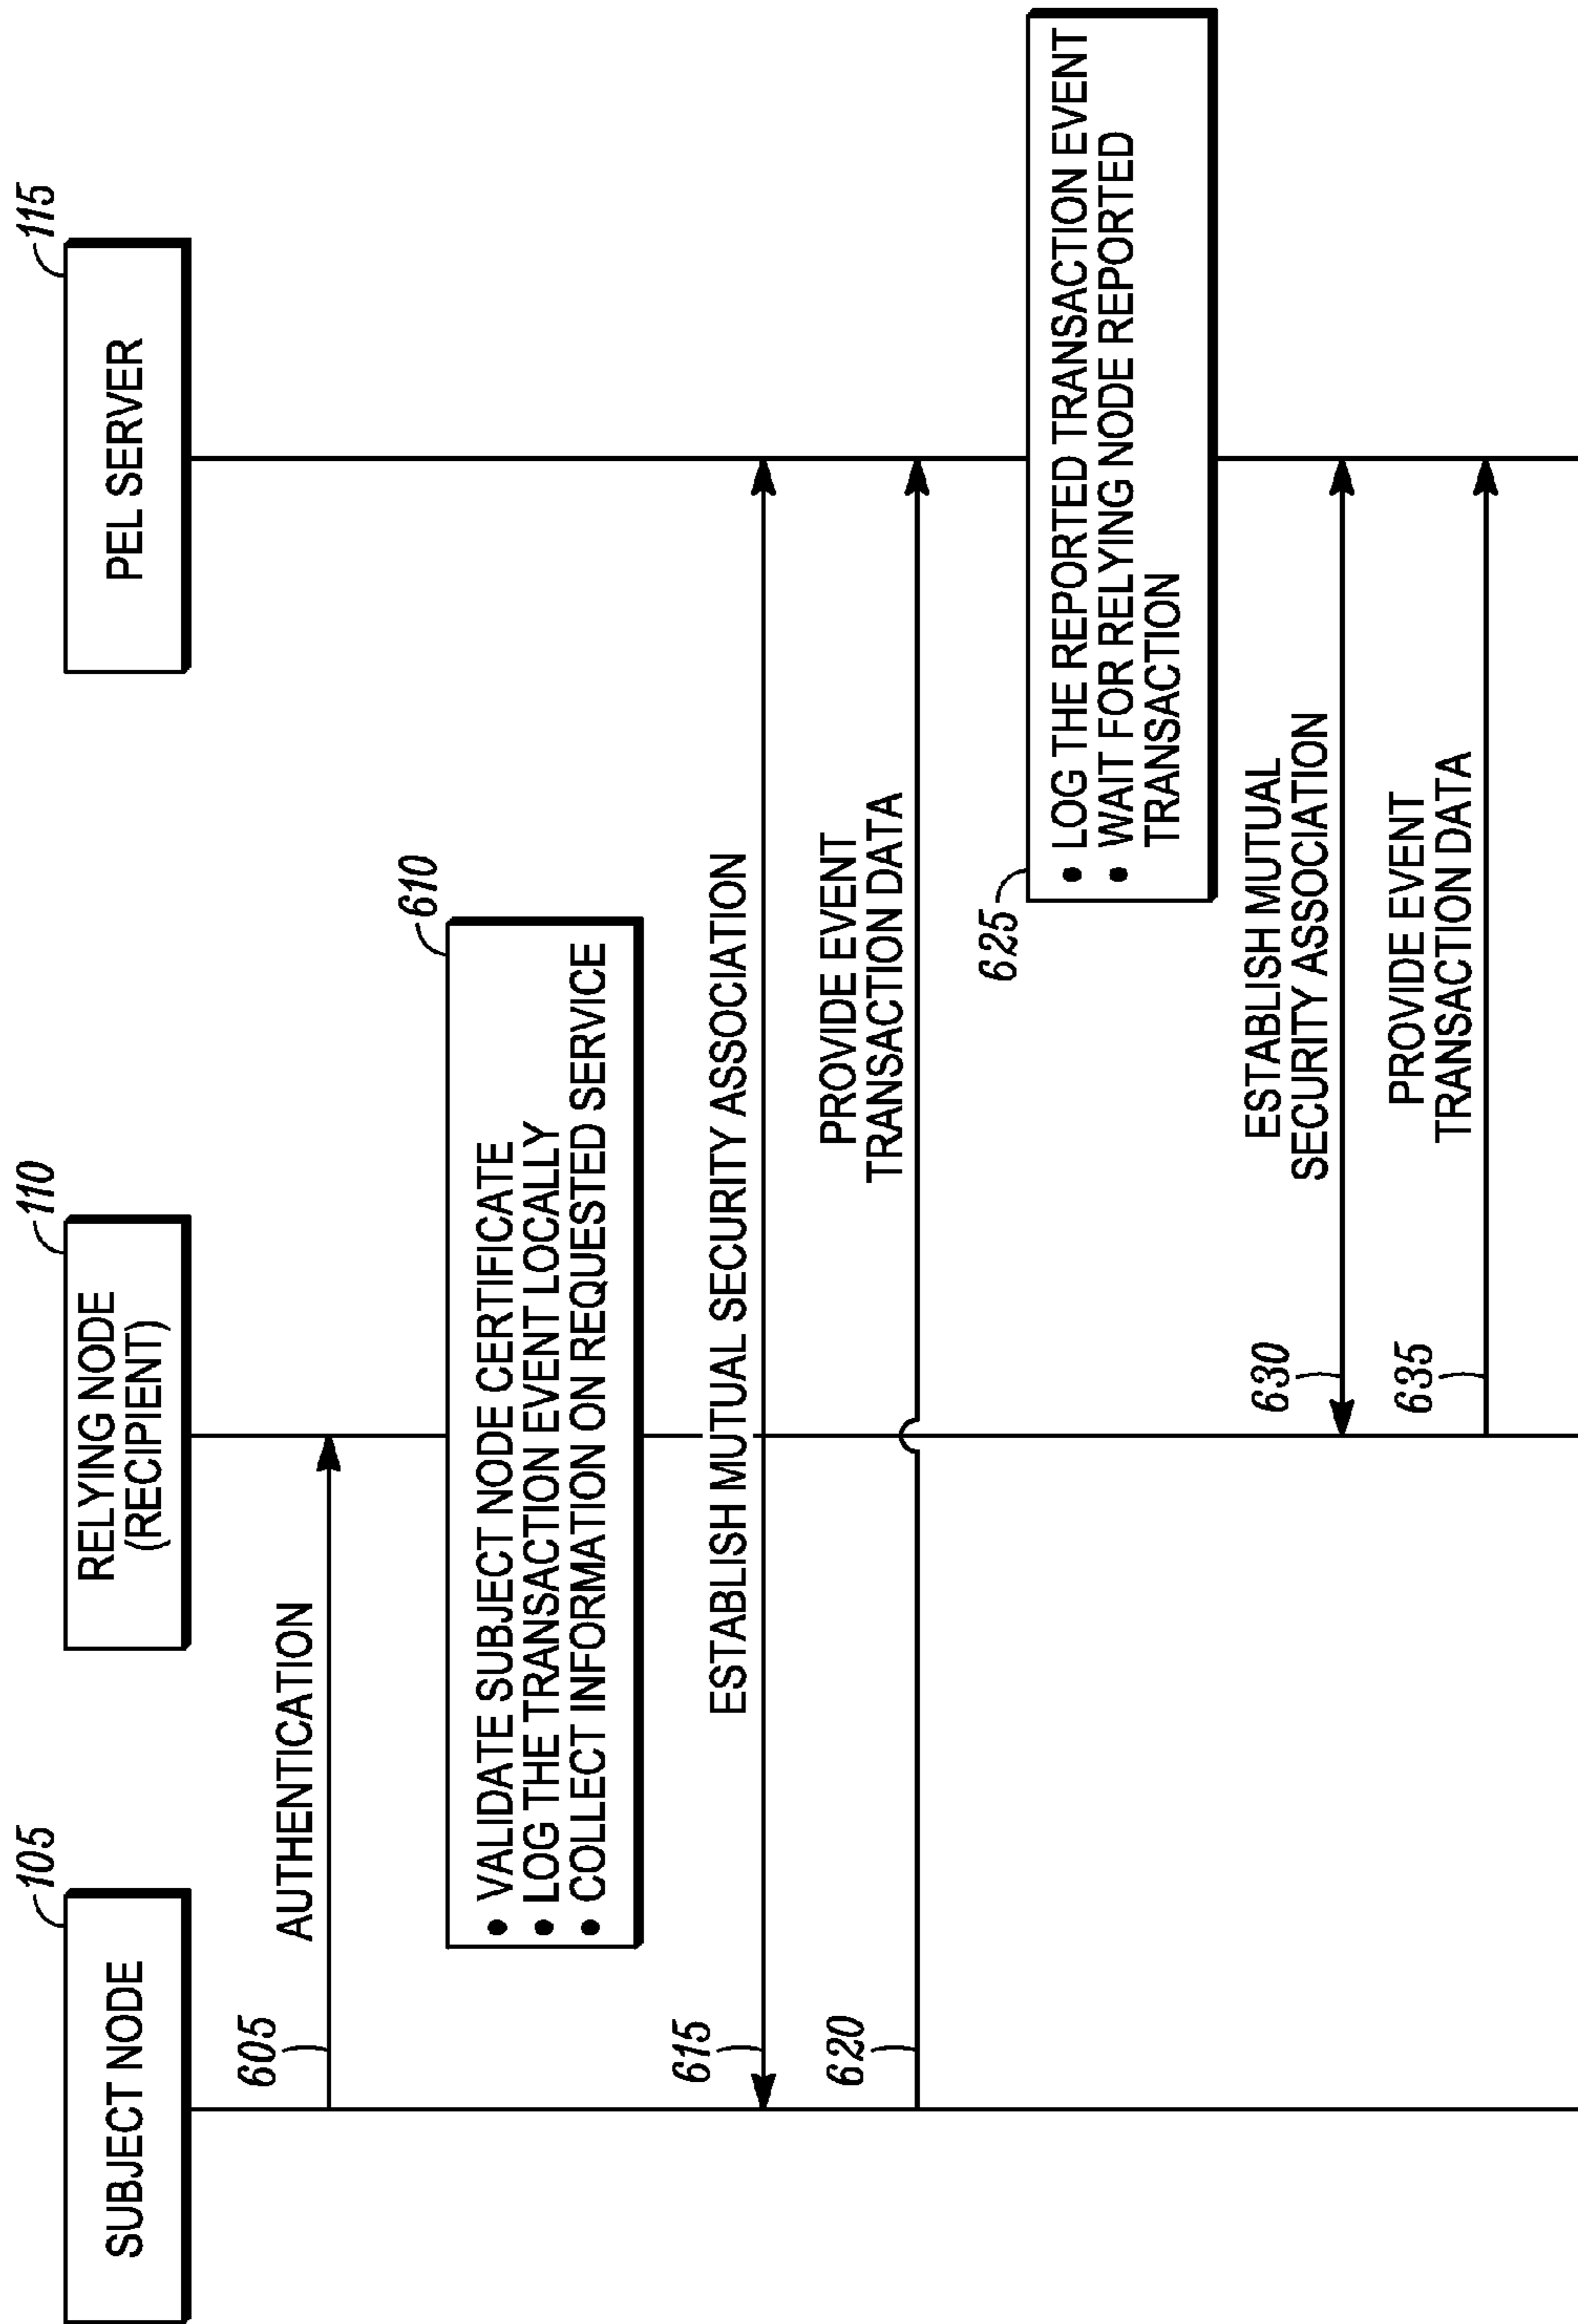 SUBJECT NODE
105
RELYING NODE
(RECIPIENT)
110
PEL SERVER
115
605
AUTHENTICATION
610
• VALIDATE SUBJECT NODE CERTIFICATE
• LOG THE TRANSACTION EVENT LOCALLY
• COLLECT INFORMATION ON REQUESTED SERVICE
615
ESTABLISH MUTUAL SECURITY ASSOCIATION
620
PROVIDE EVENT
TRANSACTION DATA
625
• LOG THE REPORTED TRANSACTION EVENT
• WAIT FOR RELYING NODE REPORTED
TRANSACTION
630
ESTABLISH MUTUAL
SECURITY ASSOCIATION
635
PROVIDE EVENT
TRANSACTION DATA